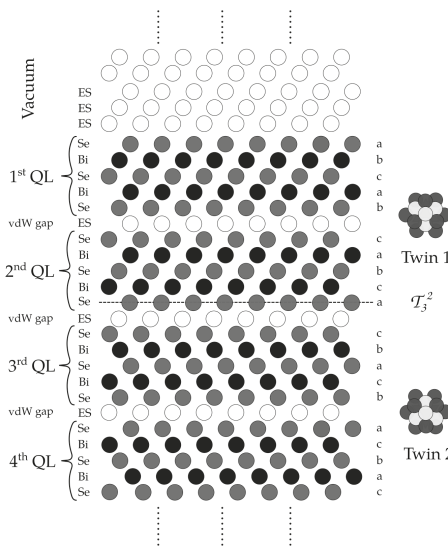 Vacuum
ES
ES
ES
Se a
Bi b
1st QL Se c
Bi a
Se b
vdW gap ES
Se c
Bi a Twin 1
2nd QL Se b
Bi c
Se a 𝒯₃²
vdW gap ES
Se c
Bi b
3rd QL Se a
Bi c
Se b
vdW gap ES
Se a
Bi c Twin 2
4th QL Se b
Bi a
Se c